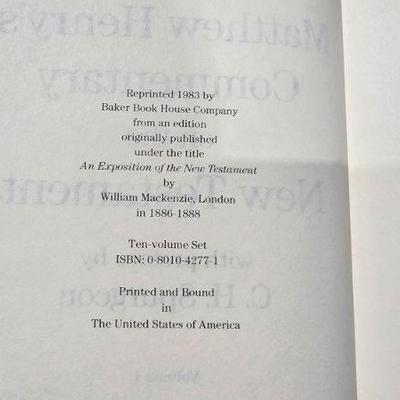 Reprinted 1983 by
Baker Book House Company
from an edition
originally published
under the title
An Exposition of the New Testament
by
William Mackenzie, London
in 1886-1888
Ten-volume Set
ISBN: 0-8010-4277-1
Printed and Bound
in
The United States of America